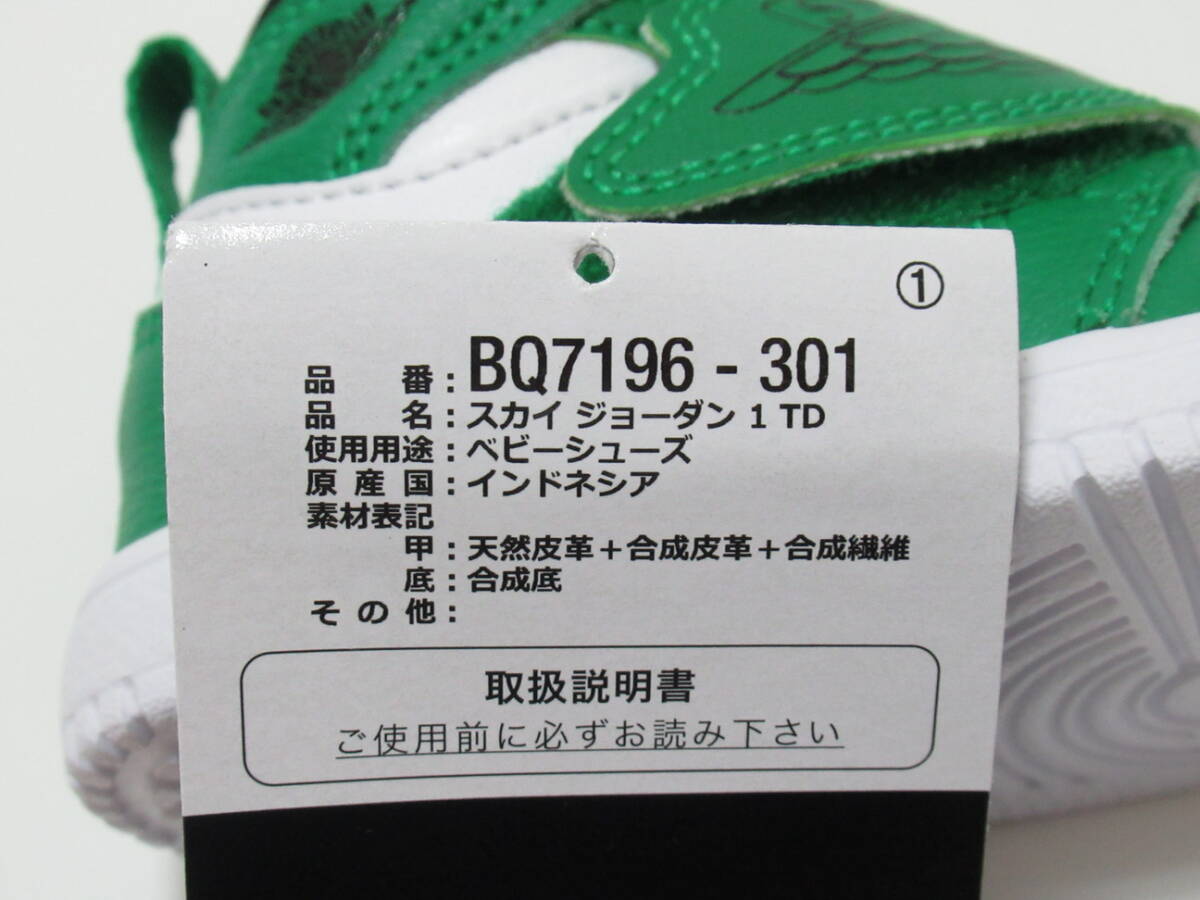 ①
品番：BQ7196 - 301
品名：スカイ ジョーダン 1 TD
使用用途：ベビーシューズ
原産国：インドネシア
素材表記
甲：天然皮革＋合成皮革＋合成繊維
底：合成底
その他：
取扱説明書
ご使用前に必ずお読み下さい